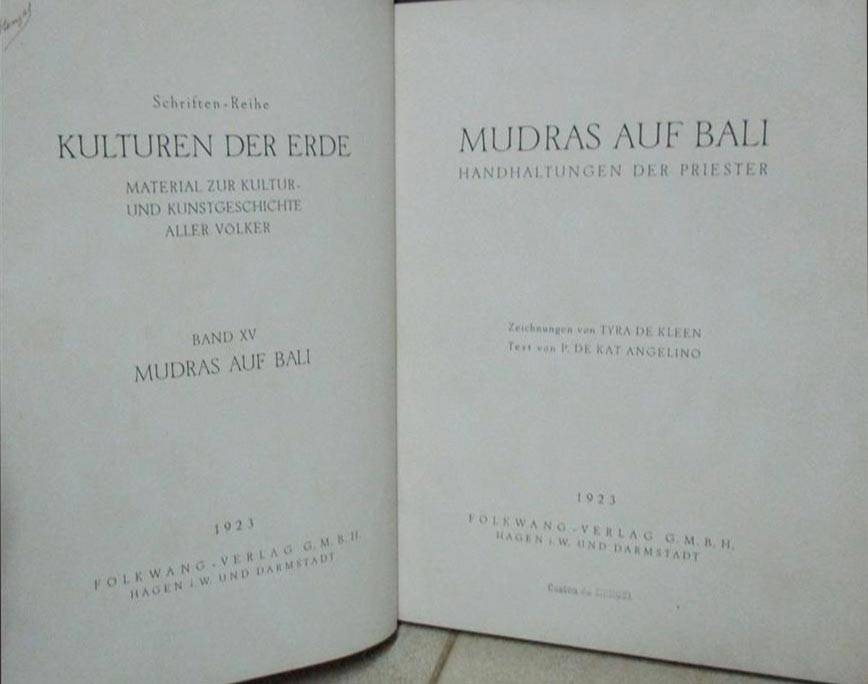 Schriften-Reihe
KULTUREN DER ERDE
MATERIAL ZUR KULTUR-
UND KUNSTGESCHICHTE
ALLER VÖLKER
BAND XV
MUDRAS AUF BALI
1923
FOLKWANG-VERLAG G.M.B.H.
HAGEN i.W. UND DARMSTADT
MUDRAS AUF BALI
HANDHALTUNGEN DER PRIESTER
Zeichnungen von TYRA DE KLEEN
Text von P. DE KAT ANGELINO
1923
FOLKWANG-VERLAG G.M.B.H.
HAGEN i.W. UND DARMSTADT